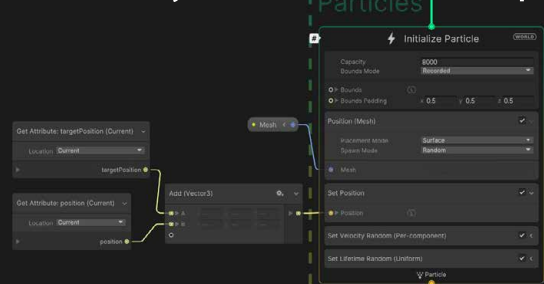 Particles
# Initialize Particle WORLD
Capacity 8000
Bounds Mode Recorded
Bounds
Bounds Padding x 0.5 y 0.5 z 0.5
Mesh
Position (Mesh)
Placement Mode Surface
Spawn Mode Random
Mesh
Get Attribute: targetPosition (Current)
Location Current
targetPosition
Add (Vector3)
A
B
Get Attribute: position (Current)
Location Current
position
Set Position
Position
Set Velocity Random (Per-component)
Set Lifetime Random (Uniform)
Particle